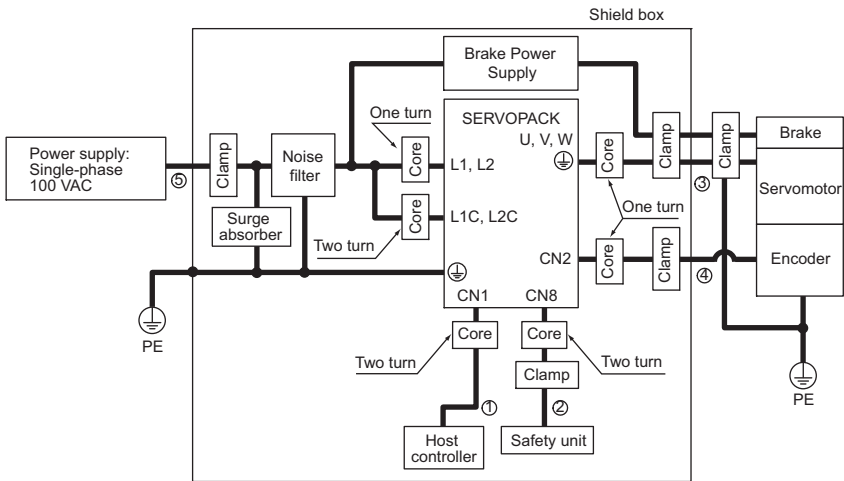 Shield box
Brake Power
Supply
One turn
SERVOPACK
U, V, W
Power supply:
Single-phase
100 VAC
⑤
Clamp
Noise
filter
Core
L1, L2
Core
Clamp
Clamp
③
Brake
Servomotor
Surge
absorber
Two turn
Core
L1C, L2C
One turn
CN2
Core
Clamp
④
Encoder
PE
CN1
CN8
Two turn
Core
Core
Two turn
Clamp
PE
①
②
Host
controller
Safety unit